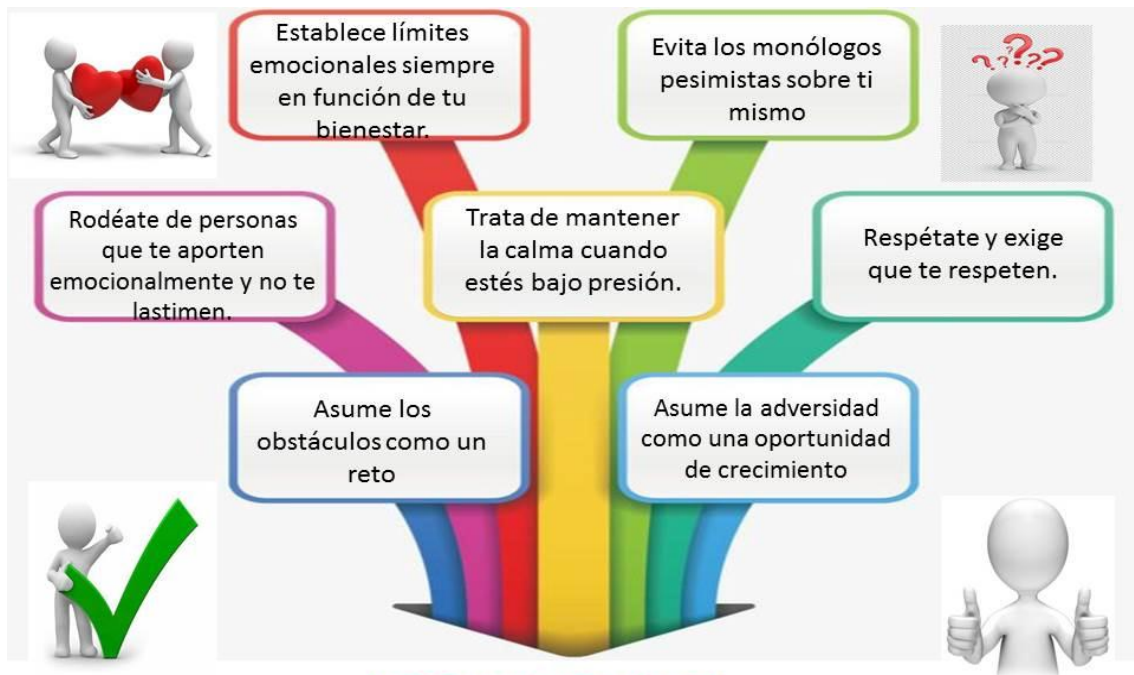 Establece límites
emocionales siempre
en función de tu
bienestar.
Evita los monólogos
pesimistas sobre ti
mismo
Rodéate de personas
que te aporten
emocionalmente y no te
lastimen.
Trata de mantener
la calma cuando
estés bajo presión.
Respétate y exige
que te respeten.
Asume los
obstáculos como un
reto
Asume la adversidad
como una oportunidad
de crecimiento